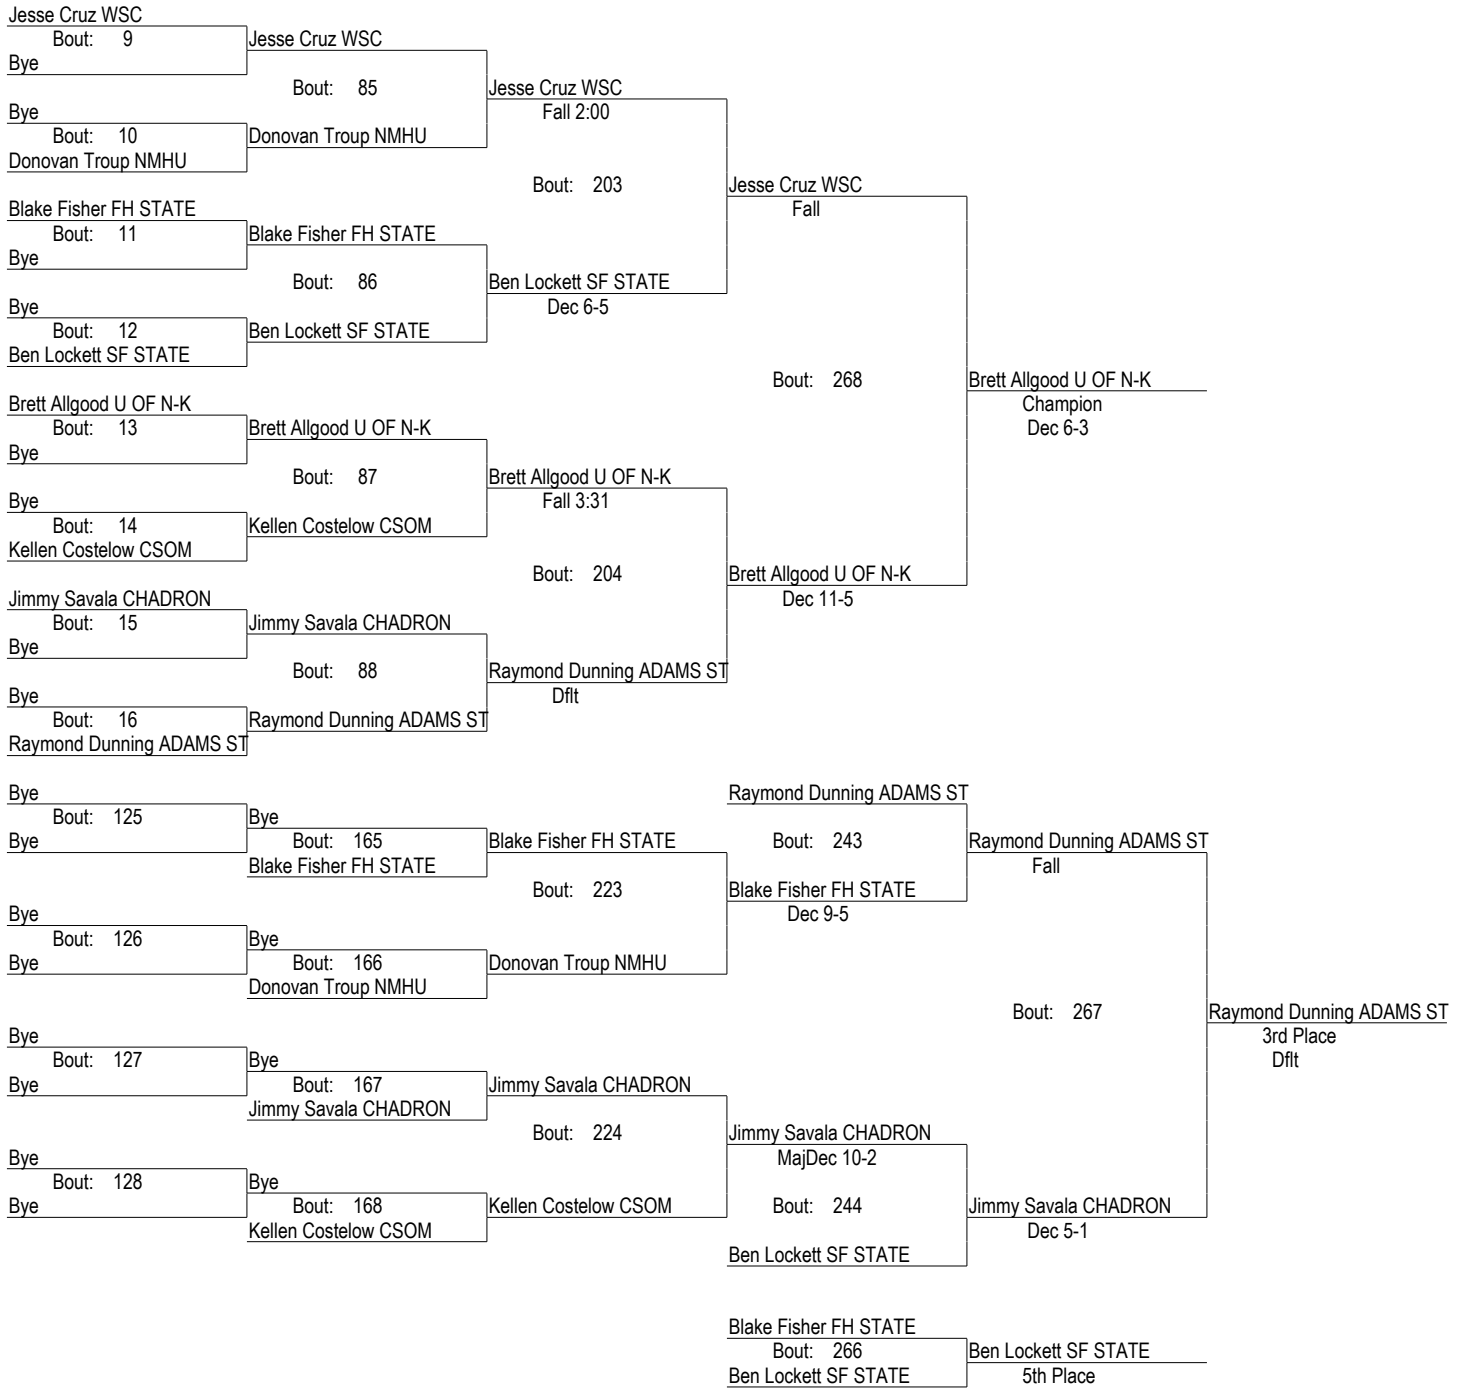 Jesse Cruz WSC
Bout: 9
Jesse Cruz WSC
Bye
Bout: 85
Jesse Cruz WSC
Bye
Fall 2:00
Bout: 10
Donovan Troup NMHU
Donovan Troup NMHU
Bout: 203
Jesse Cruz WSC
Blake Fisher FH STATE
Fall
Bout: 11
Blake Fisher FH STATE
Bye
Bout: 86
Ben Lockett SF STATE
Bye
Dec 6-5
Bout: 12
Ben Lockett SF STATE
Ben Lockett SF STATE
Bout: 268
Brett Allgood U OF N-K
Brett Allgood U OF N-K
Champion
Bout: 13
Brett Allgood U OF N-K
Dec 6-3
Bye
Bout: 87
Brett Allgood U OF N-K
Bye
Fall 3:31
Bout: 14
Kellen Costelow CSOM
Kellen Costelow CSOM
Bout: 204
Brett Allgood U OF N-K
Jimmy Savala CHADRON
Dec 11-5
Bout: 15
Jimmy Savala CHADRON
Bye
Bout: 88
Raymond Dunning ADAMS ST
Bye
Dflt
Bout: 16
Raymond Dunning ADAMS ST
Raymond Dunning ADAMS ST
Bye
Raymond Dunning ADAMS ST
Bout: 125
Bye
Bye
Bout: 165
Blake Fisher FH STATE
Bout: 243
Raymond Dunning ADAMS ST
Blake Fisher FH STATE
Fall
Bout: 223
Blake Fisher FH STATE
Bye
Dec 9-5
Bout: 126
Bye
Bye
Bout: 166
Donovan Troup NMHU
Donovan Troup NMHU
Bout: 267
Raymond Dunning ADAMS ST
Bye
3rd Place
Bout: 127
Bye
Dflt
Bye
Bout: 167
Jimmy Savala CHADRON
Jimmy Savala CHADRON
Bout: 224
Jimmy Savala CHADRON
Bye
MajDec 10-2
Bout: 128
Bye
Bye
Bout: 168
Kellen Costelow CSOM
Bout: 244
Jimmy Savala CHADRON
Kellen Costelow CSOM
Dec 5-1
Ben Lockett SF STATE
Blake Fisher FH STATE
Bout: 266
Ben Lockett SF STATE
Ben Lockett SF STATE
5th Place